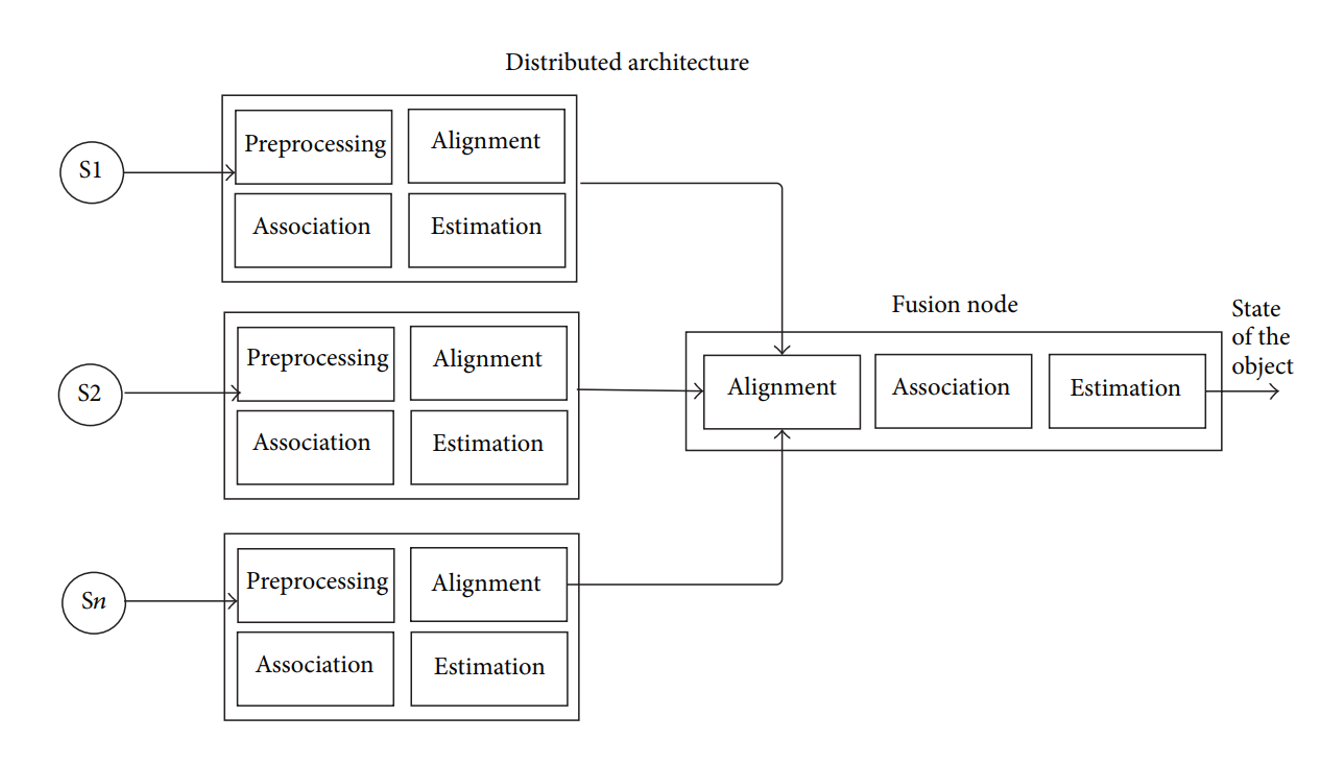 Distributed architecture
S1
Preprocessing
Alignment
Association
Estimation
S2
Preprocessing
Alignment
Association
Estimation
Sn
Preprocessing
Alignment
Association
Estimation
Fusion node
Alignment
Association
Estimation
State
of the
object